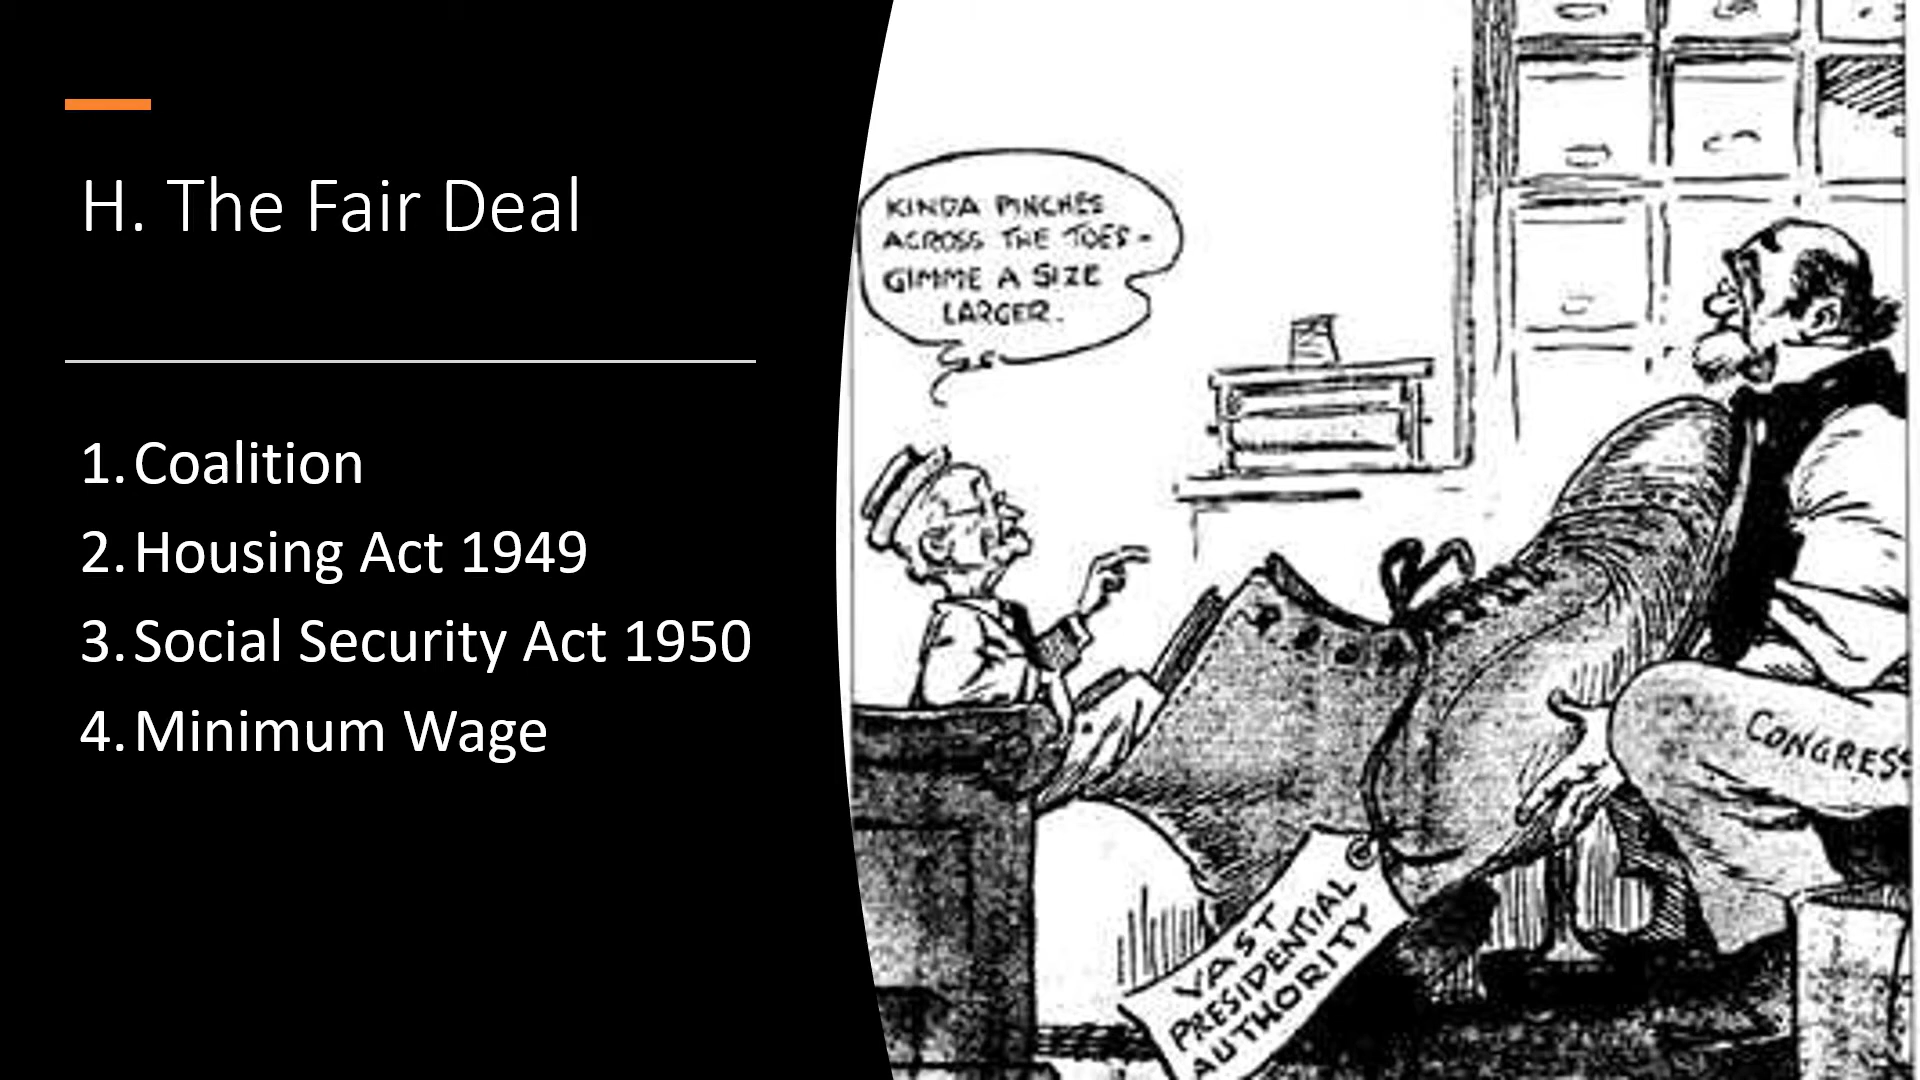 H. The Fair Deal
1. Coalition
2. Housing Act 1949
3. Social Security Act 1950
4. Minimum Wage
KINDA PINCHES
ACROSS THE TOES -
GIMME A SIZE
LARGER.
CONGRESS
VAST
PRESIDENTIAL
AUTHORITY